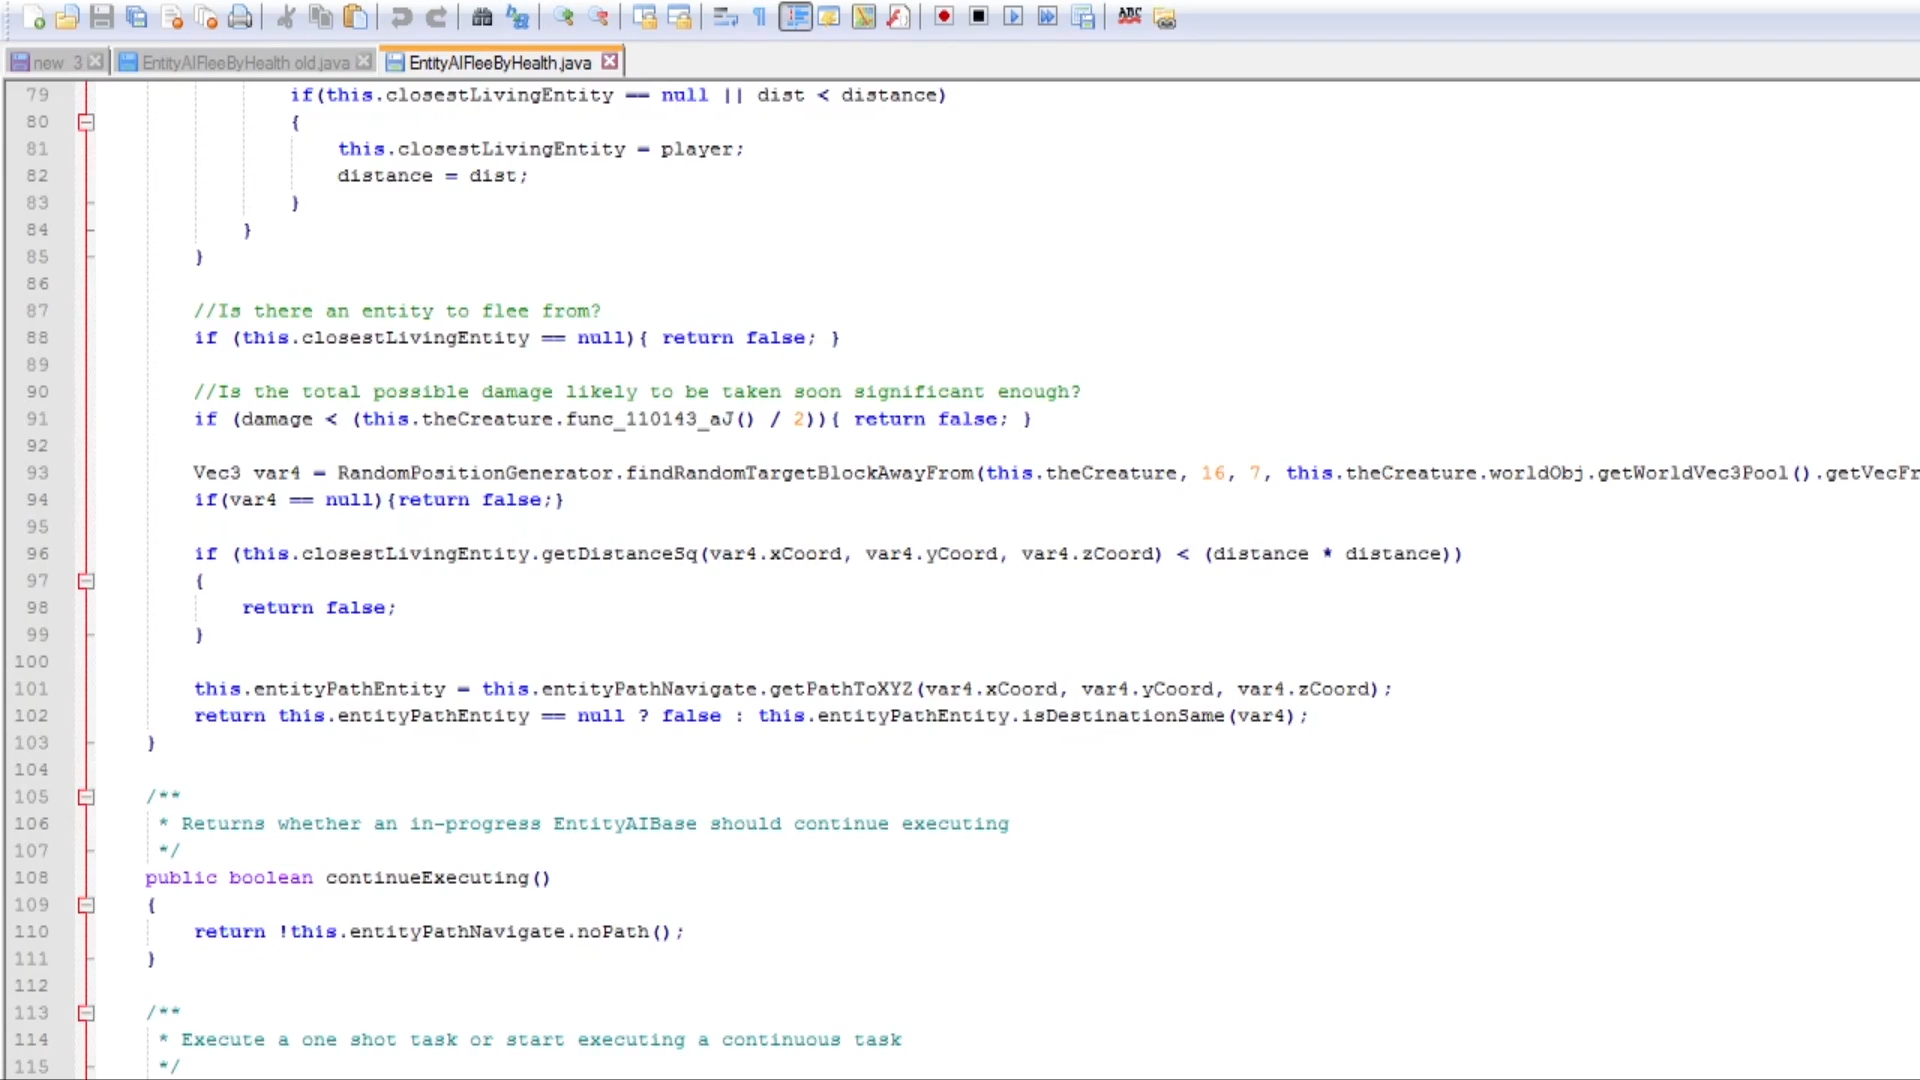 ABC
new 3
EntityAIFleeByHealth old.java
EntityAIFleeByHealth.java
79 if(this.closestLivingEntity == null || dist < distance)
80 {
81 this.closestLivingEntity = player;
82 distance = dist;
83 }
84 }
85 }
86
87 //Is there an entity to flee from?
88 if (this.closestLivingEntity == null){ return false; }
89
90 //Is the total possible damage likely to be taken soon significant enough?
91 if (damage < (this.theCreature.func_110143_aJ() / 2)){ return false; }
92
93 Vec3 var4 = RandomPositionGenerator.findRandomTargetBlockAwayFrom(this.theCreature, 16, 7, this.theCreature.worldObj.getWorldVec3Pool().getVecFr
94 if(var4 == null){return false;}
95
96 if (this.closestLivingEntity.getDistanceSq(var4.xCoord, var4.yCoord, var4.zCoord) < (distance * distance))
97 {
98 return false;
99 }
100
101 this.entityPathEntity = this.entityPathNavigate.getPathToXYZ(var4.xCoord, var4.yCoord, var4.zCoord);
102 return this.entityPathEntity == null ? false : this.entityPathEntity.isDestinationSame(var4);
103 }
104
105 /**
106 * Returns whether an in-progress EntityAIBase should continue executing
107 */
108 public boolean continueExecuting()
109 {
110 return !this.entityPathNavigate.noPath();
111 }
112
113 /**
114 * Execute a one shot task or start executing a continuous task
115 */